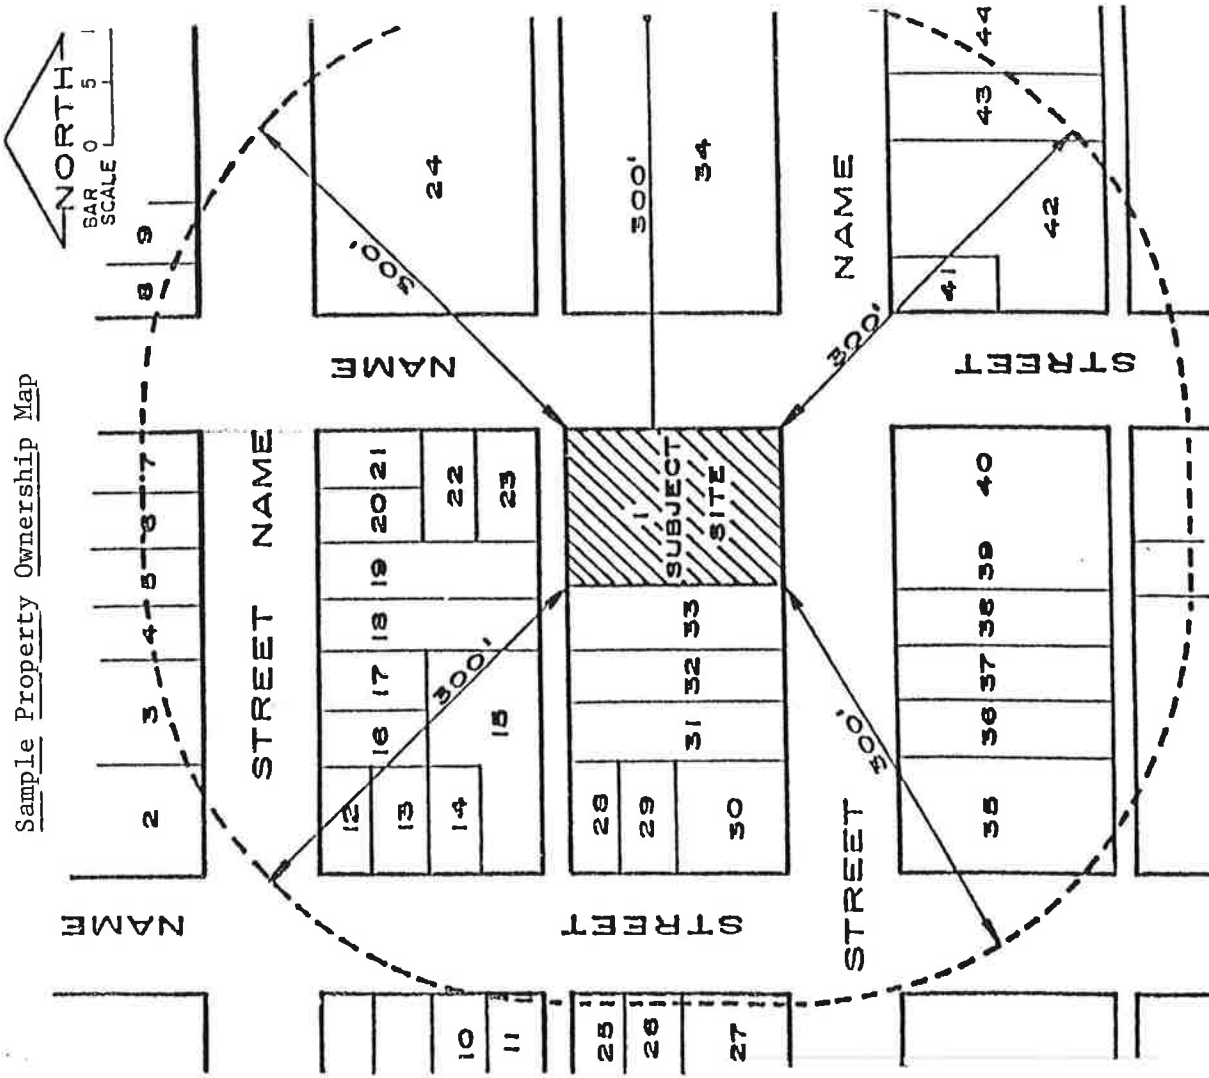 Sample Property Ownership Map
NORTH
BAR
SCALE
0 5 1
2 3 4 5 6 7 8 9
STREET NAME
NAME
STREET
NAME
STREET
STREET
NAME
10
11
12
13
14
15
16 17 18 19 20 21
22
23
24
25
26
27
28
29
30
31 32 33
1
SUBJECT
SITE
34
35 36 37 38 39 40
41
42
43 44
300'
300'
300'
300'
300'